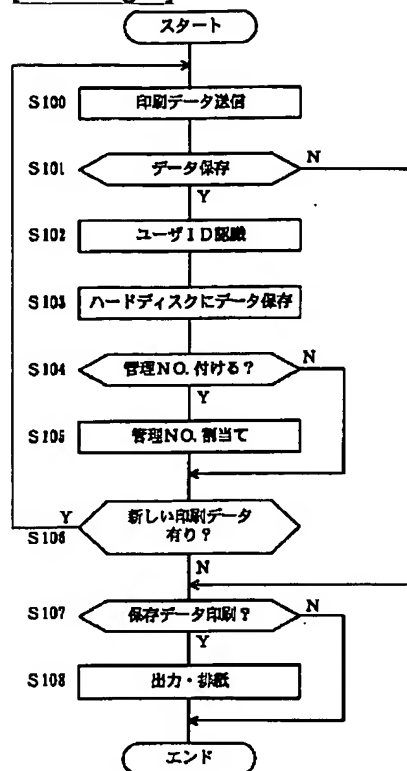 スタート
S100 印刷データ送信
S101 データ保存 N
Y
S102 ユーザID認識
S103 ハードディスクにデータ保存
S104 管理NO.付ける？ N
Y
S105 管理NO.割当て
Y 新しい印刷データ
S106 有り？
N
S107 保存データ印刷？ N
Y
S108 出力・排紙
エンド